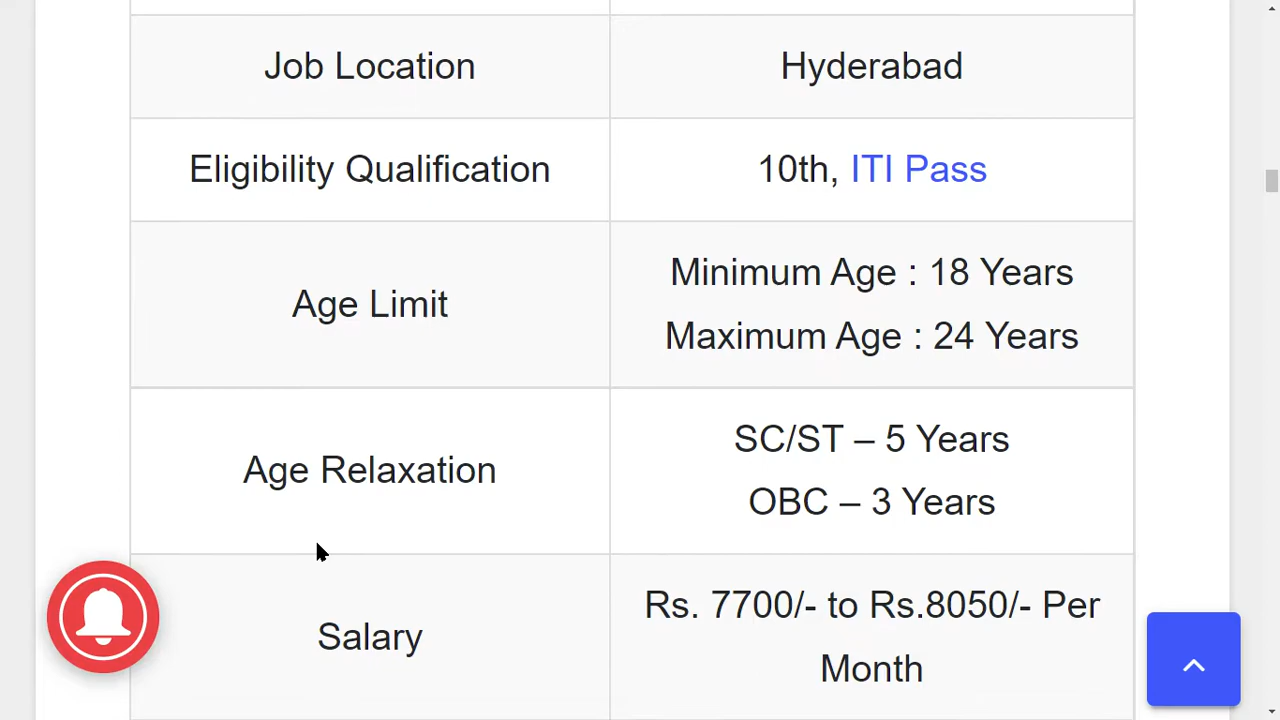 Job Location
Hyderabad
Eligibility Qualification
10th, ITI Pass
Age Limit
Minimum Age : 18 Years
Maximum Age : 24 Years
Age Relaxation
SC/ST – 5 Years
OBC – 3 Years
Salary
Rs. 7700/- to Rs.8050/- Per
Month